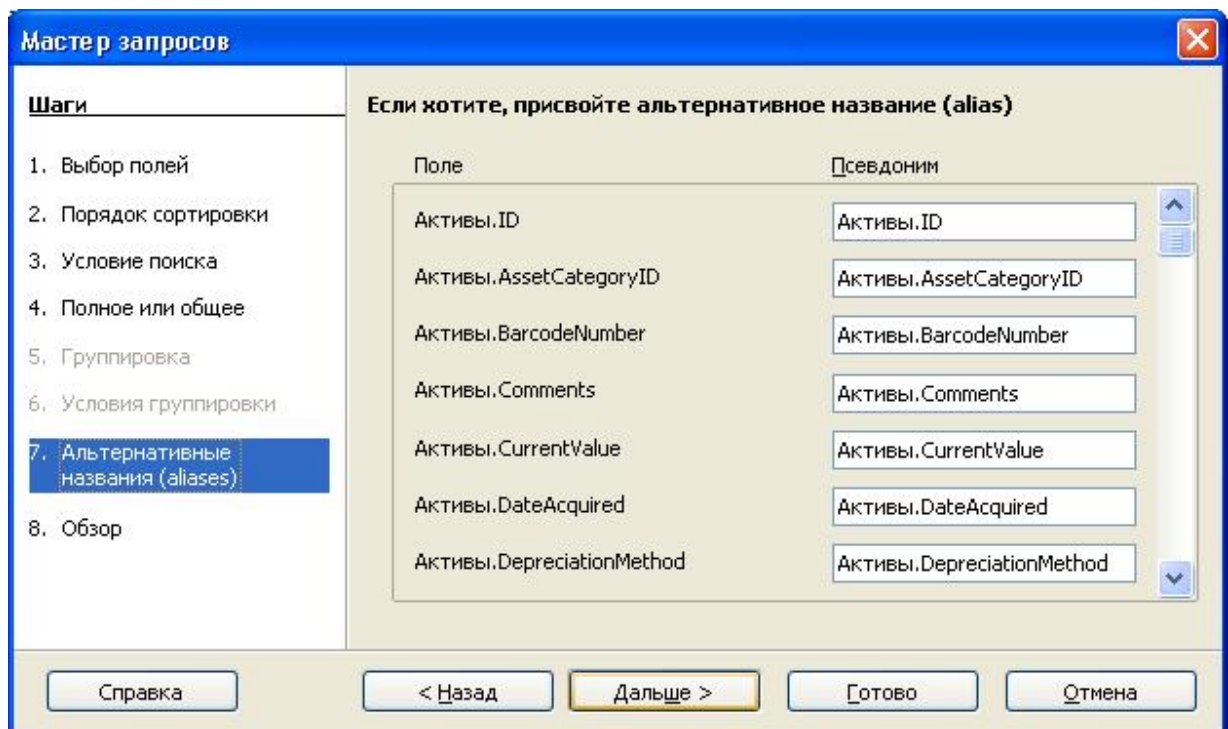 Мастер запросов
Шаги
1. Выбор полей
2. Порядок сортировки
3. Условие поиска
4. Полное или общее
5. Группировка
6. Условия группировки
7. Альтернативные
названия (aliases)
8. Обзор
Если хотите, присвойте альтернативное название (alias)
Поле Псевдоним
Активы.ID Активы.ID
Активы.AssetCategoryID Активы.AssetCategoryID
Активы.BarcodeNumber Активы.BarcodeNumber
Активы.Comments Активы.Comments
Активы.CurrentValue Активы.CurrentValue
Активы.DateAcquired Активы.DateAcquired
Активы.DepreciationMethod Активы.DepreciationMethod
Справка < Назад Дальше > Готово Отмена